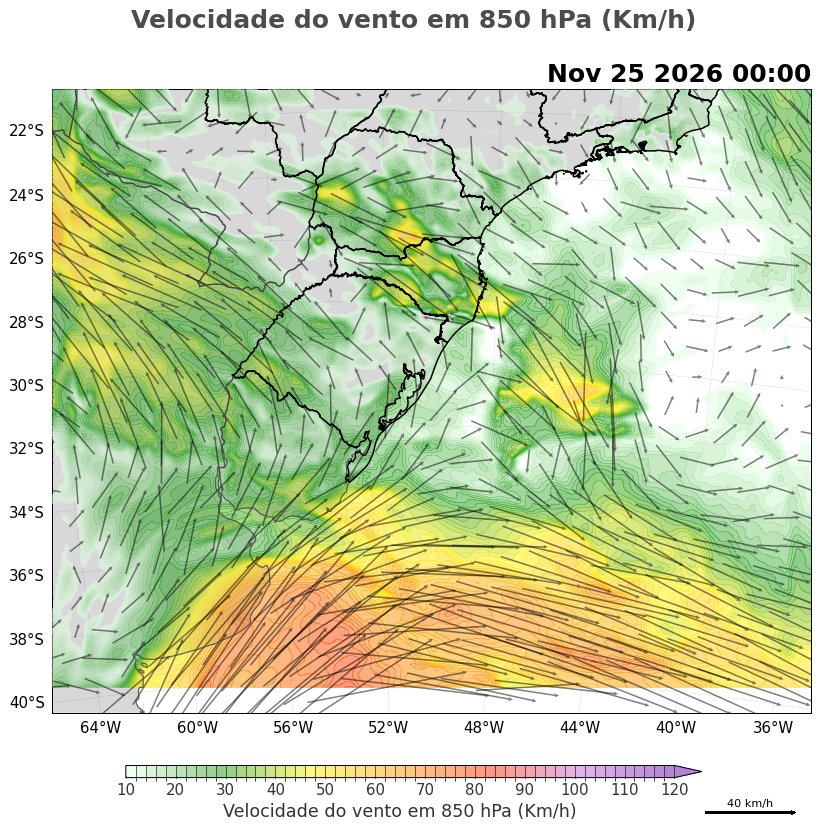 Velocidade do vento em 850 hPa (Km/h)
Nov 25 2026 00:00
22°S
24°S
26°S
28°S
30°S
32°S
34°S
36°S
38°S
40°S
64°W 60°W 56°W 52°W 48°W 44°W 40°W 36°W
10 20 30 40 50 60 70 80 90 100 110 120
Velocidade do vento em 850 hPa (Km/h)
40 km/h